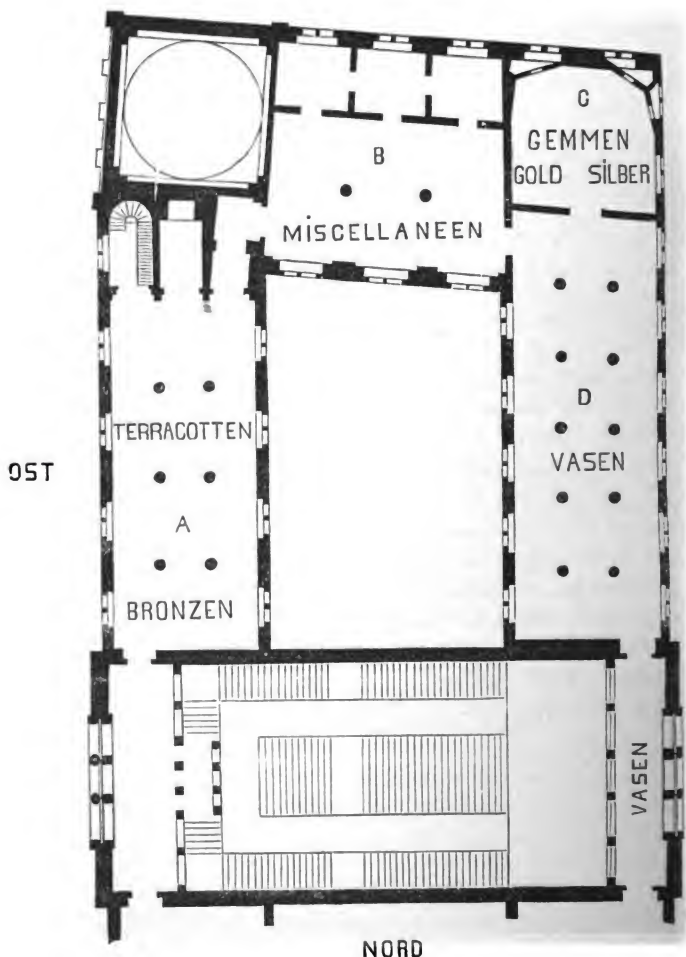 C
GEMMEN
GOLD SILBER
B
MISCELLANEEN
D
VASEN
TERRACOTTEN
A
BRONZEN
OST
VASEN
NORD